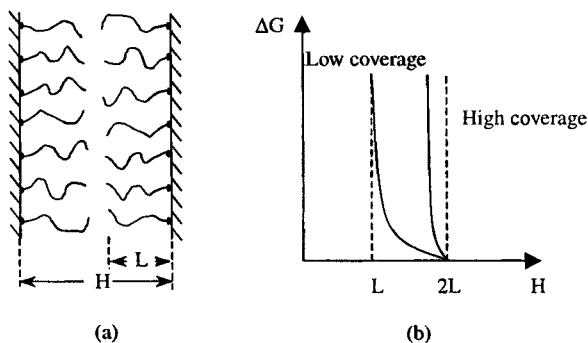 L
H
(a)
ΔG
Low coverage
High coverage
L 2L H
(b)